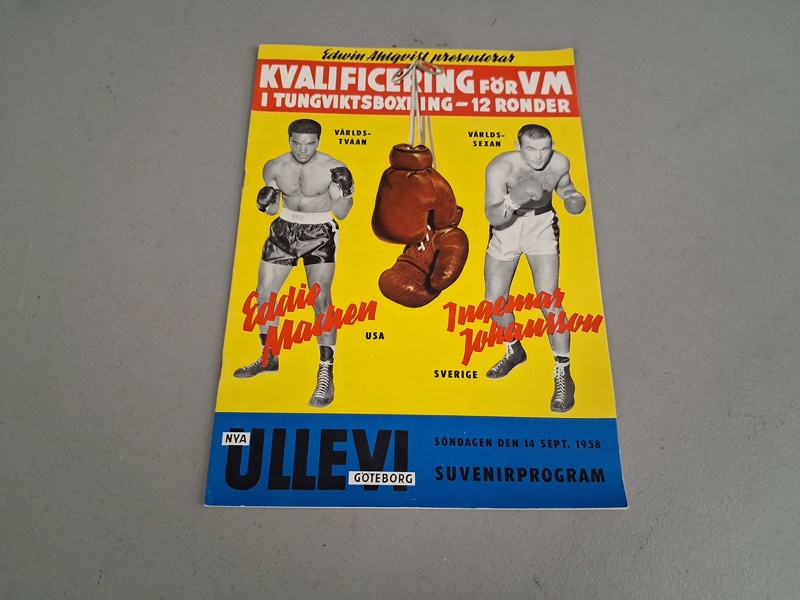 Edwin Ahlqvist presenterar
KVALIFICERING FÖR VM
I TUNGVIKTSBOXNING – 12 RONDER
VÄRLDS-
TVÅAN
VÄRLDS-
SEXAN
Eddie
Machen
USA
Ingemar
Johansson
SVERIGE
NYA
ULLEVI
GÖTEBORG
SÖNDAGEN DEN 14 SEPT. 1958
SUVENIRPROGRAM